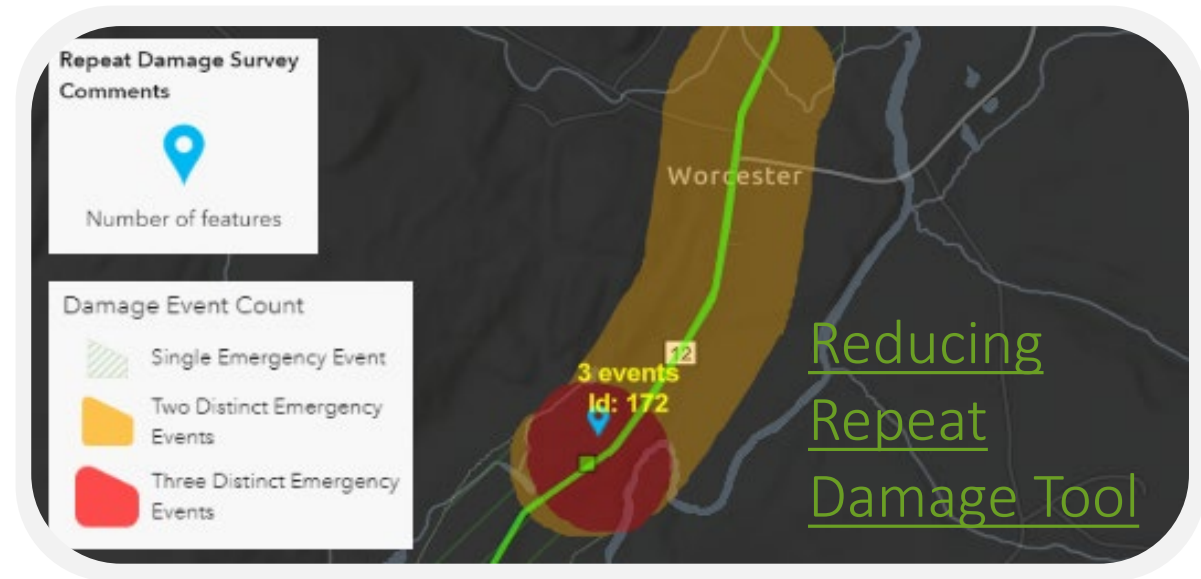 Repeat Damage Survey
Comments
Number of features
Damage Event Count
Single Emergency Event
Two Distinct Emergency
Events
Three Distinct Emergency
Events
Worcester
12
3 events
Id: 172
Reducing
Repeat
Damage Tool